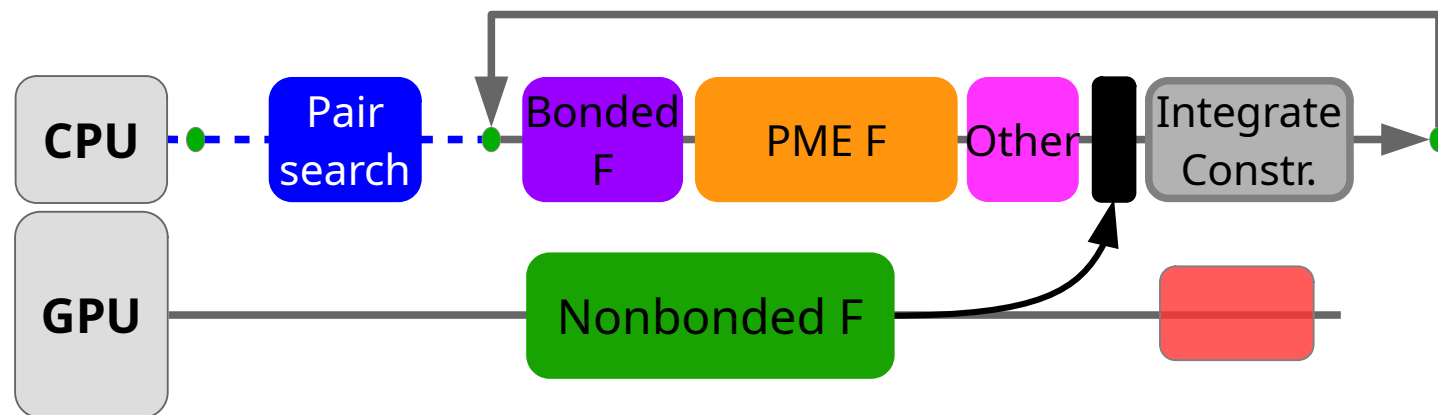 CPU
Pair
search
Bonded
F
PME F
Other
Integrate
Constr.
GPU
Nonbonded F